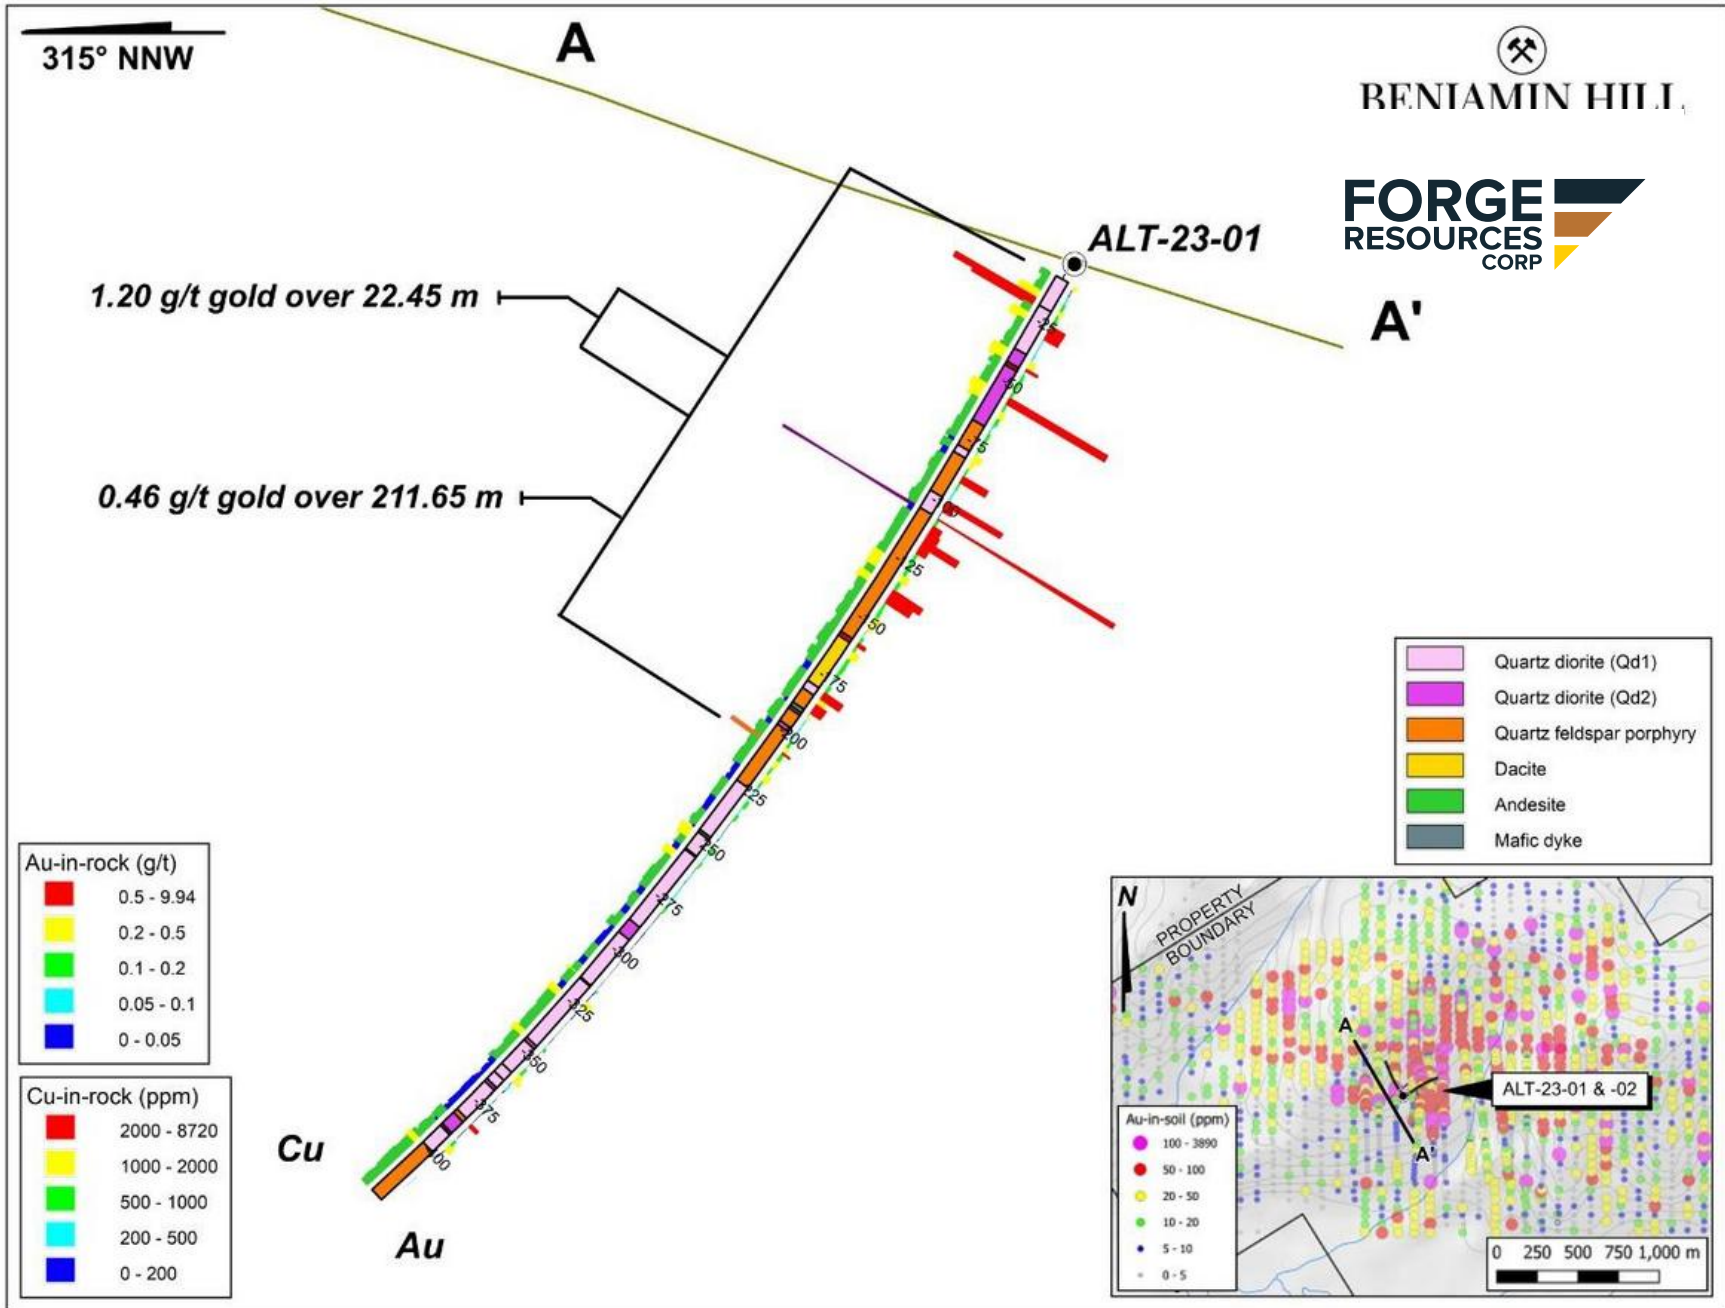 315° NNW
A
BENJAMIN HILL
FORGE
RESOURCES
CORP
ALT-23-01
A'
1.20 g/t gold over 22.45 m
0.46 g/t gold over 211.65 m
-25
-50
-75
-100
-125
-150
-175
-200
-225
-250
-275
-300
-325
-350
-375
-400
Cu
Au
Quartz diorite (Qd1)
Quartz diorite (Qd2)
Quartz feldspar porphyry
Dacite
Andesite
Mafic dyke
Au-in-rock (g/t)
0.5 - 9.94
0.2 - 0.5
0.1 - 0.2
0.05 - 0.1
0 - 0.05
Cu-in-rock (ppm)
2000 - 8720
1000 - 2000
500 - 1000
200 - 500
0 - 200
N
PROPERTY
BOUNDARY
A
ALT-23-01 & -02
A'
Au-in-soil (ppm)
100 - 3890
50 - 100
20 - 50
10 - 20
5 - 10
0 - 5
0 250 500 750 1,000 m